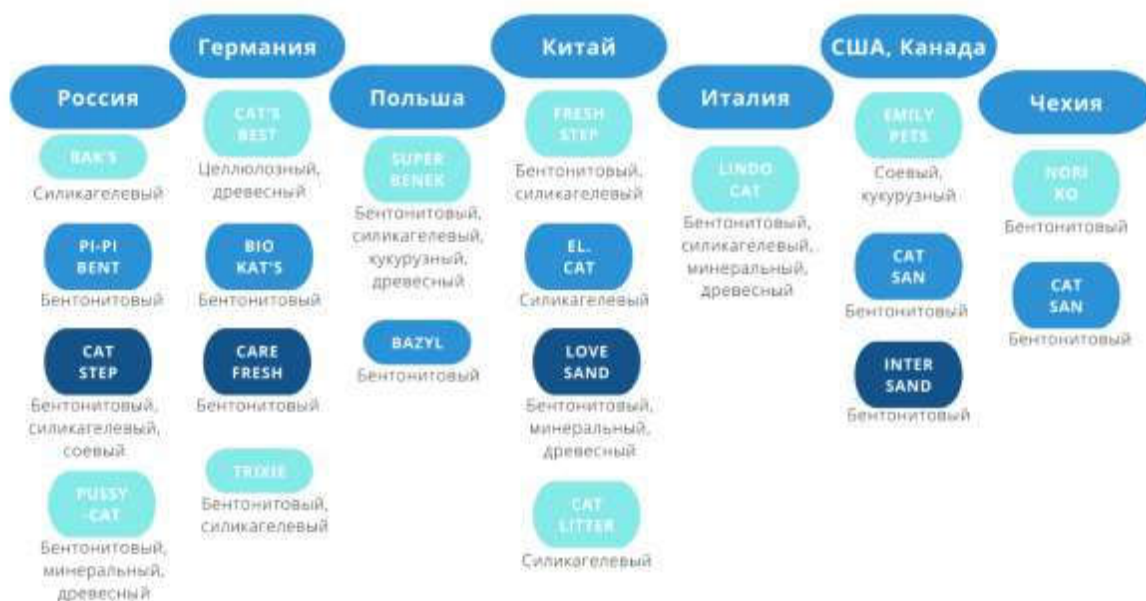 Россия
BAK'S
Силикагелевый
PI-PI
BENT
Бентонитовый
CAT
STEP
Бентонитовый,
силикагелевый,
соевый
PUSSY
-CAT
Бентонитовый,
минеральный,
древесный
Германия
CAT'S
BEST
Целлюлозный,
древесный
BIO
KAT'S
Бентонитовый
CARE
FRESH
Бентонитовый
TRIXIE
Бентонитовый,
силикагелевый
Польша
SUPER
BENEK
Бентонитовый,
силикагелевый,
кукурузный,
древесный
BAZYL
Бентонитовый
Китай
FRESH
STEP
Бентонитовый,
силикагелевый
EL.
CAT
Силикагелевый
LOVE
SAND
Бентонитовый,
минеральный,
древесный
CAT
LITTER
Силикагелевый
Италия
LINDO
CAT
Бентонитовый,
силикагелевый,
минеральный,
древесный
США, Канада
EMILY
PETS
Соевый,
кукурузный
CAT
SAN
Бентонитовый
INTER
SAND
Бентонитовый
Чехия
NORI
KO
Бентонитовый
CAT
SAN
Бентонитовый